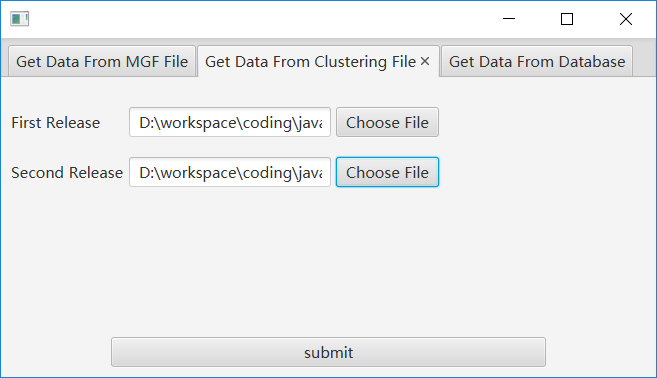 Get Data From MGF File
Get Data From Clustering File
Get Data From Database
First Release D:\workspace\coding\java Choose File
Second Release D:\workspace\coding\java Choose File
submit